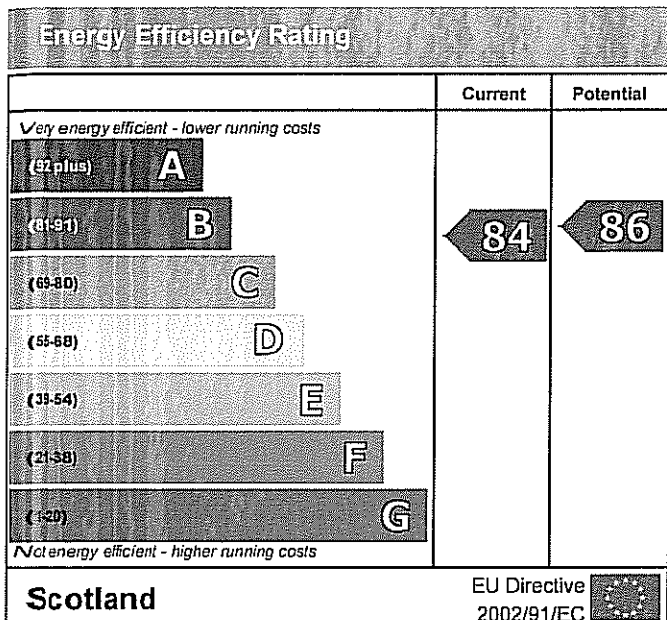 Energy Efficiency Rating
Current Potential
Very energy efficient - lower running costs
(92 plus) A
(81-91) B
84 86
(69-80) C
(55-68) D
(39-54) E
(21-38) F
(1-20) G
Not energy efficient - higher running costs
Scotland
EU Directive
2002/91/EC